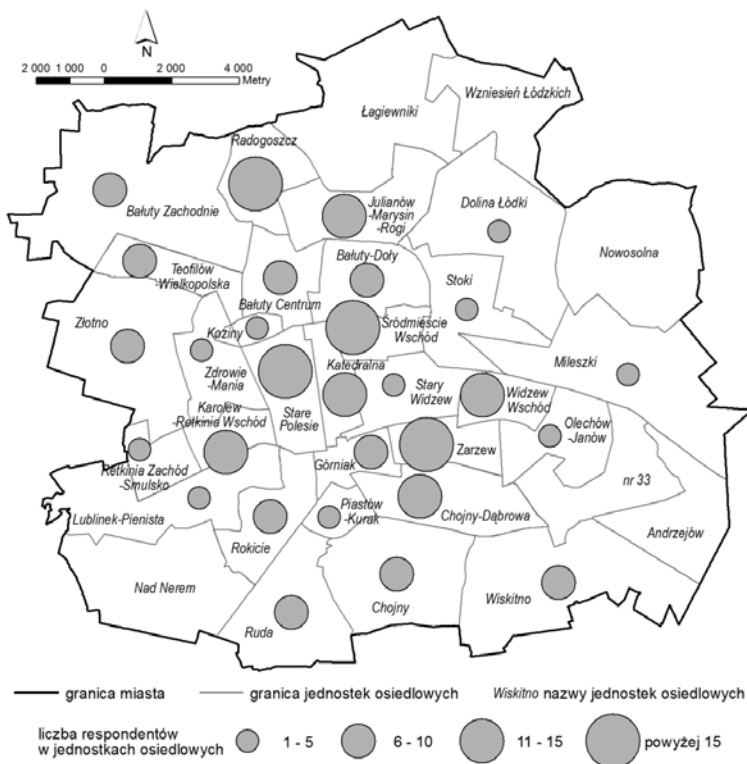 N
2 000 1 000 0 2 000 4 000
Metry
Wzniesień Łódzkich
Łagiewniki
Radogoszcz
Bałuty Zachodnie
Julianów
-Marysin
-Rogi
Dolina Łódki
Nowosolna
Teofilów
-Wielkopolska
Bałuty-Doły
Bałuty Centrum
Stoki
Złotno
Koziny
Śródmieście
Wschód
Zdrowie
-Mania
Katedralna
Mileszki
Stare
Polesie
Stary
Widzew
Widzew
Wschód
Karolew
-Retkinia Wschód
Olechów
-Janów
Retkinia Zachód
-Smulsko
Górniak
Zarzew
nr 33
Lublinek-Pienista
Piastów
-Kurak
Chojny-Dąbrowa
Andrzejów
Rokicie
Nad Nerem
Chojny
Wiskitno
Ruda
granica miasta granica jednostek osiedlowych Wiskitno nazwy jednostek osiedlowych
liczba respondentów
w jednostkach osiedlowych
1 - 5 6 - 10 11 - 15 powyżej 15